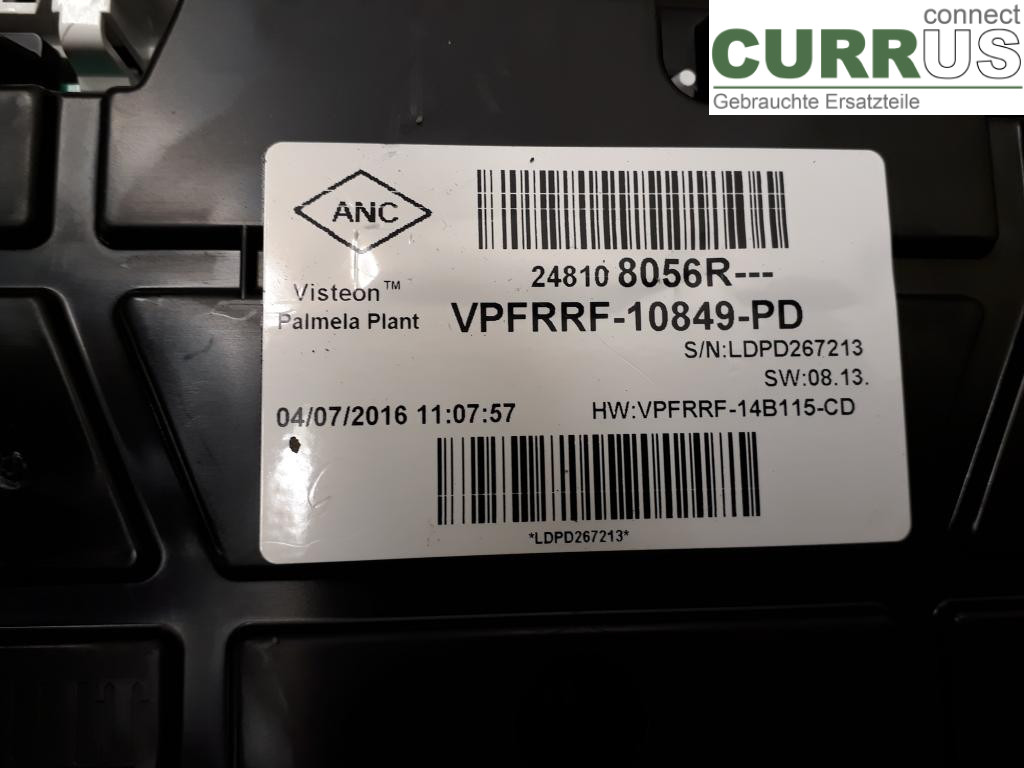 connect
CURRUS
Gebrauchte Ersatzteile
ANC
24810 8056R---
Visteon™
Palmela Plant
VPFRRF-10849-PD
S/N:LDPD267213
SW:08.13.
04/07/2016 11:07:57
HW:VPFRRF-14B115-CD
*LDPD267213*